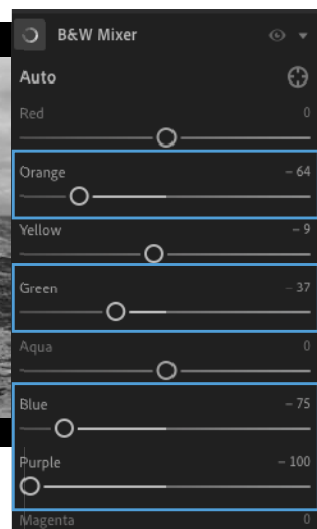 B&W Mixer
Auto
Red 0
Orange – 64
Yellow – 9
Green – 37
Aqua 0
Blue – 75
Purple – 100
Magenta 0